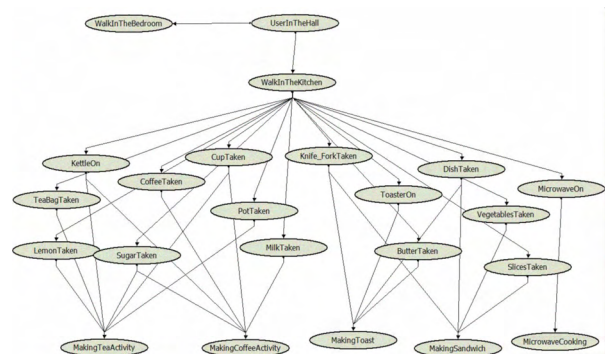 WalkInTheBedroom
UserInTheHall
WalkInTheKitchen
KettleOn
CupTaken
Knife_ForkTaken
DishTaken
CoffeeTaken
MicrowaveOn
TeaBagTaken
ToasterOn
PotTaken
VegetablesTaken
LemonTaken
SugarTaken
MilkTaken
ButterTaken
SlicesTaken
MakingTeaActivity
MakingCoffeeActivity
MakingToast
MakingSandwich
MicrowaveCooking